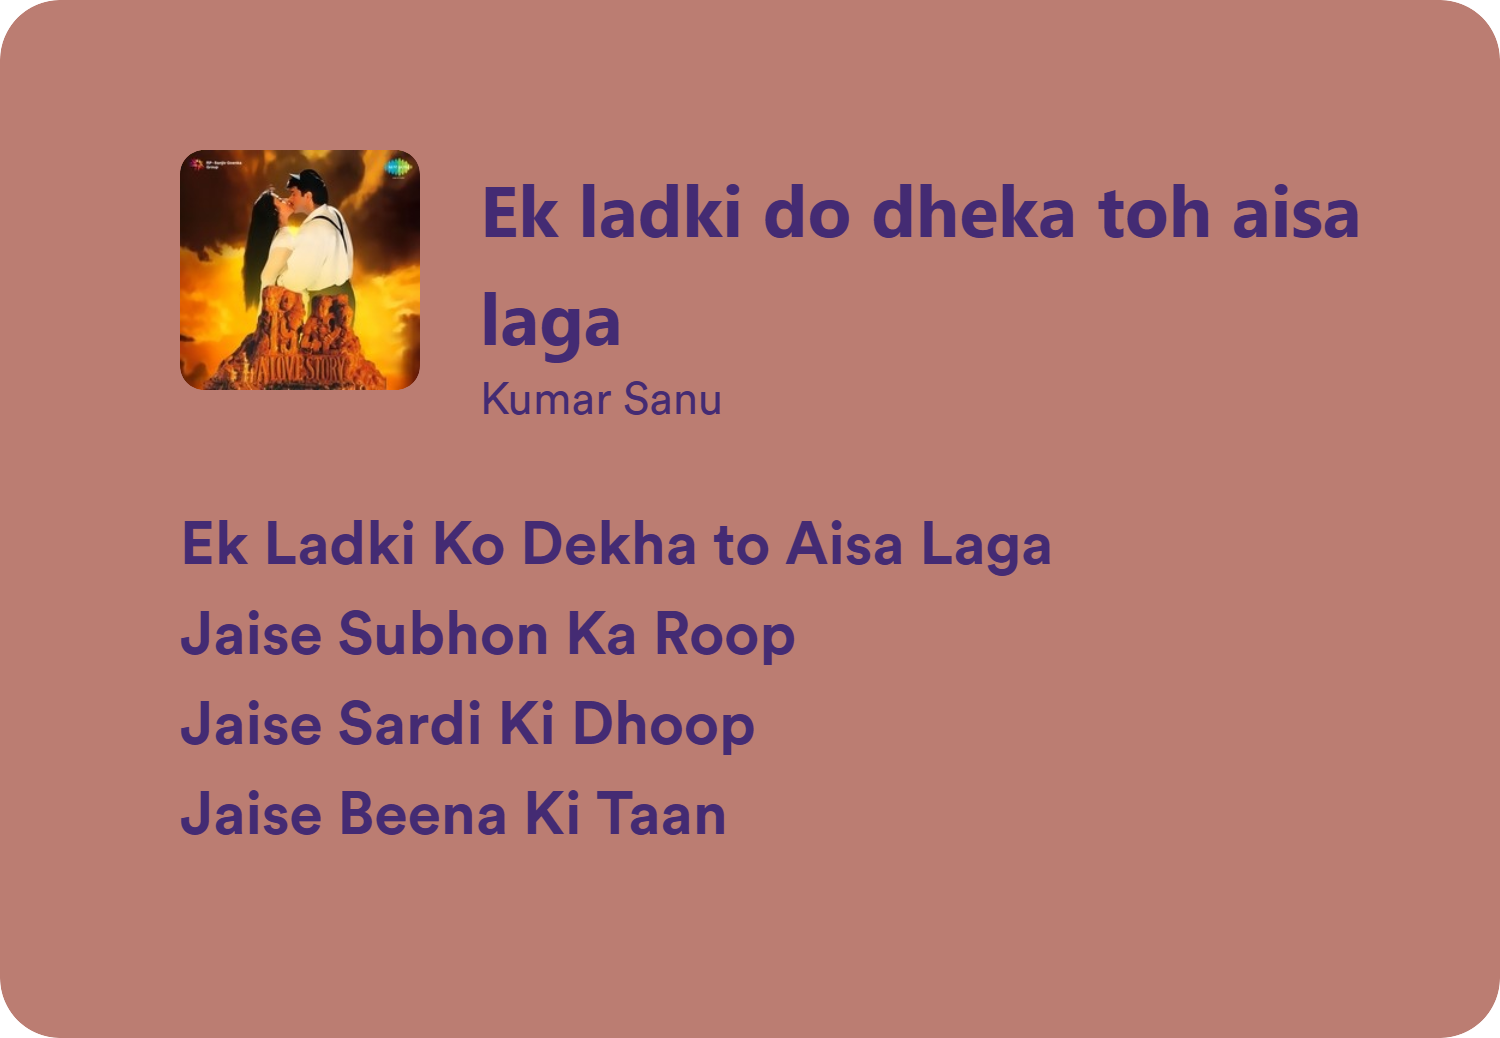 Ek ladki do dheka toh aisa
laga
Kumar Sanu
A LOVE STORY
Ek Ladki Ko Dekha to Aisa Laga
Jaise Subhon Ka Roop
Jaise Sardi Ki Dhoop
Jaise Beena Ki Taan